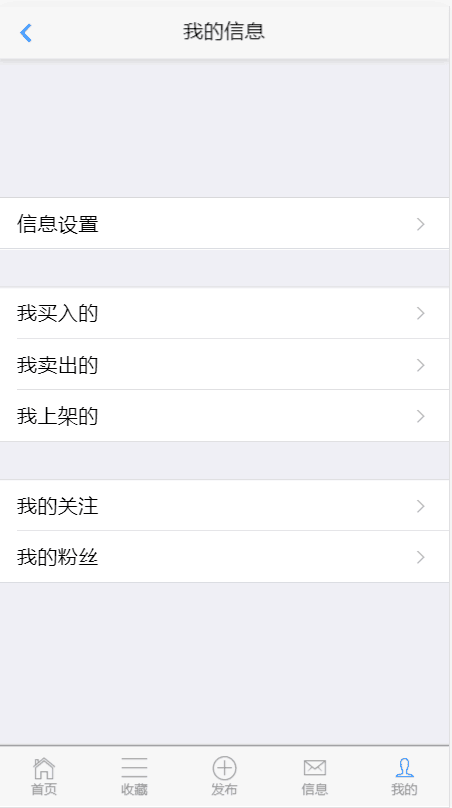 我的信息
信息设置
我买入的
我卖出的
我上架的
我的关注
我的粉丝
首页 收藏 发布 信息 我的